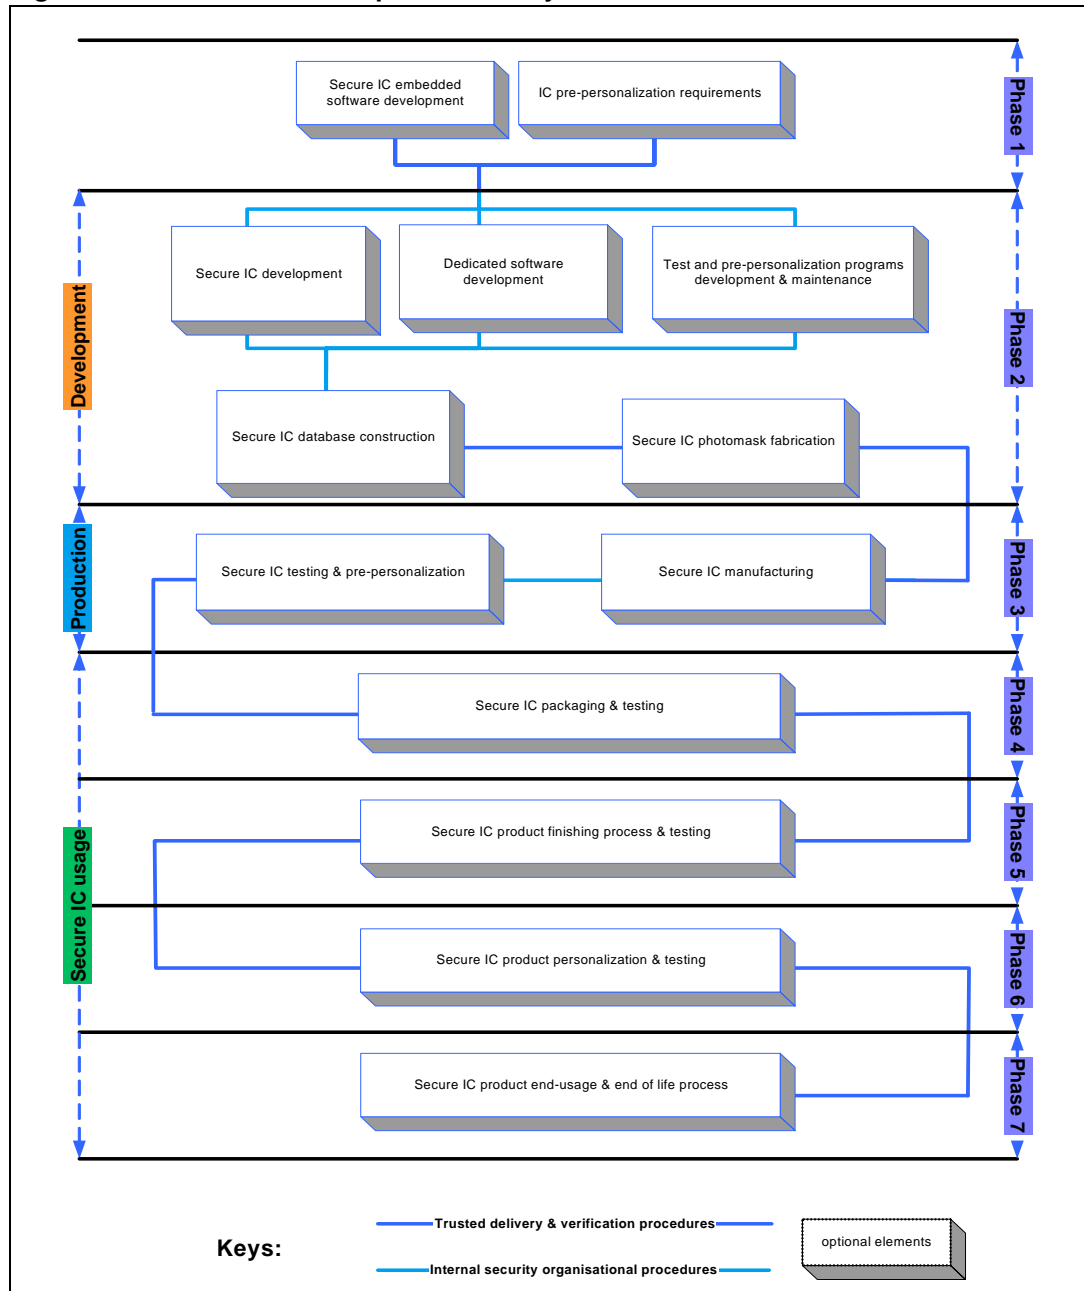 Secure IC embedded
software development
IC pre-personalization requirements
Phase 1
Development
Secure IC development
Dedicated software
development
Test and pre-personalization programs
development & maintenance
Phase 2
Secure IC database construction
Secure IC photomask fabrication
Production
Secure IC testing & pre-personalization
Secure IC manufacturing
Phase 3
Secure IC packaging & testing
Phase 4
Secure IC usage
Secure IC product finishing process & testing
Phase 5
Secure IC product personalization & testing
Phase 6
Secure IC product end-usage & end of life process
Phase 7
Keys:
Trusted delivery & verification procedures
Internal security organisational procedures
optional elements